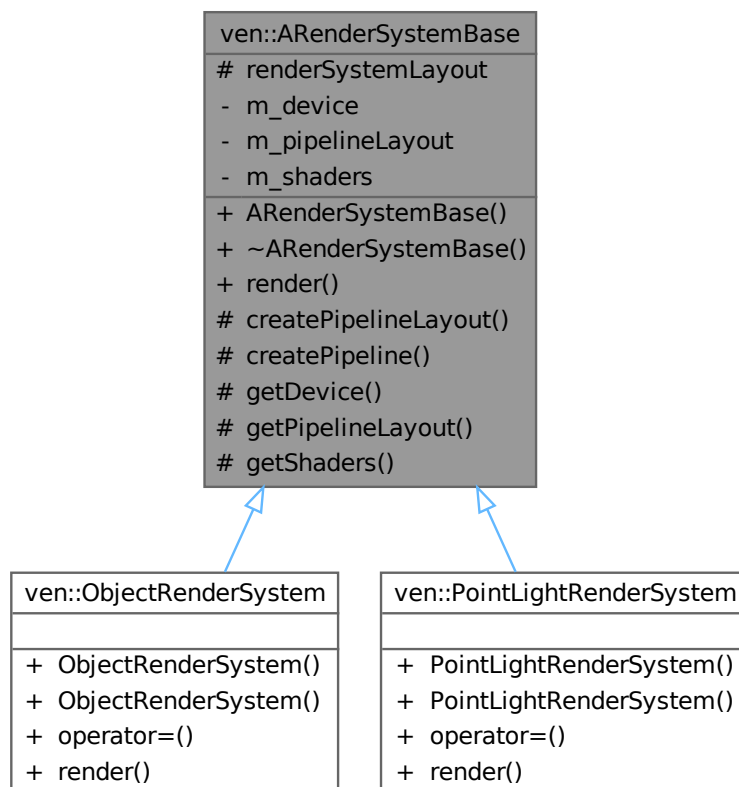 ven::ARenderSystemBase
# renderSystemLayout
- m_device
- m_pipelineLayout
- m_shaders
+ ARenderSystemBase()
+ ~ARenderSystemBase()
+ render()
# createPipelineLayout()
# createPipeline()
# getDevice()
# getPipelineLayout()
# getShaders()
ven::ObjectRenderSystem
+ ObjectRenderSystem()
+ ObjectRenderSystem()
+ operator=()
+ render()
ven::PointLightRenderSystem
+ PointLightRenderSystem()
+ PointLightRenderSystem()
+ operator=()
+ render()